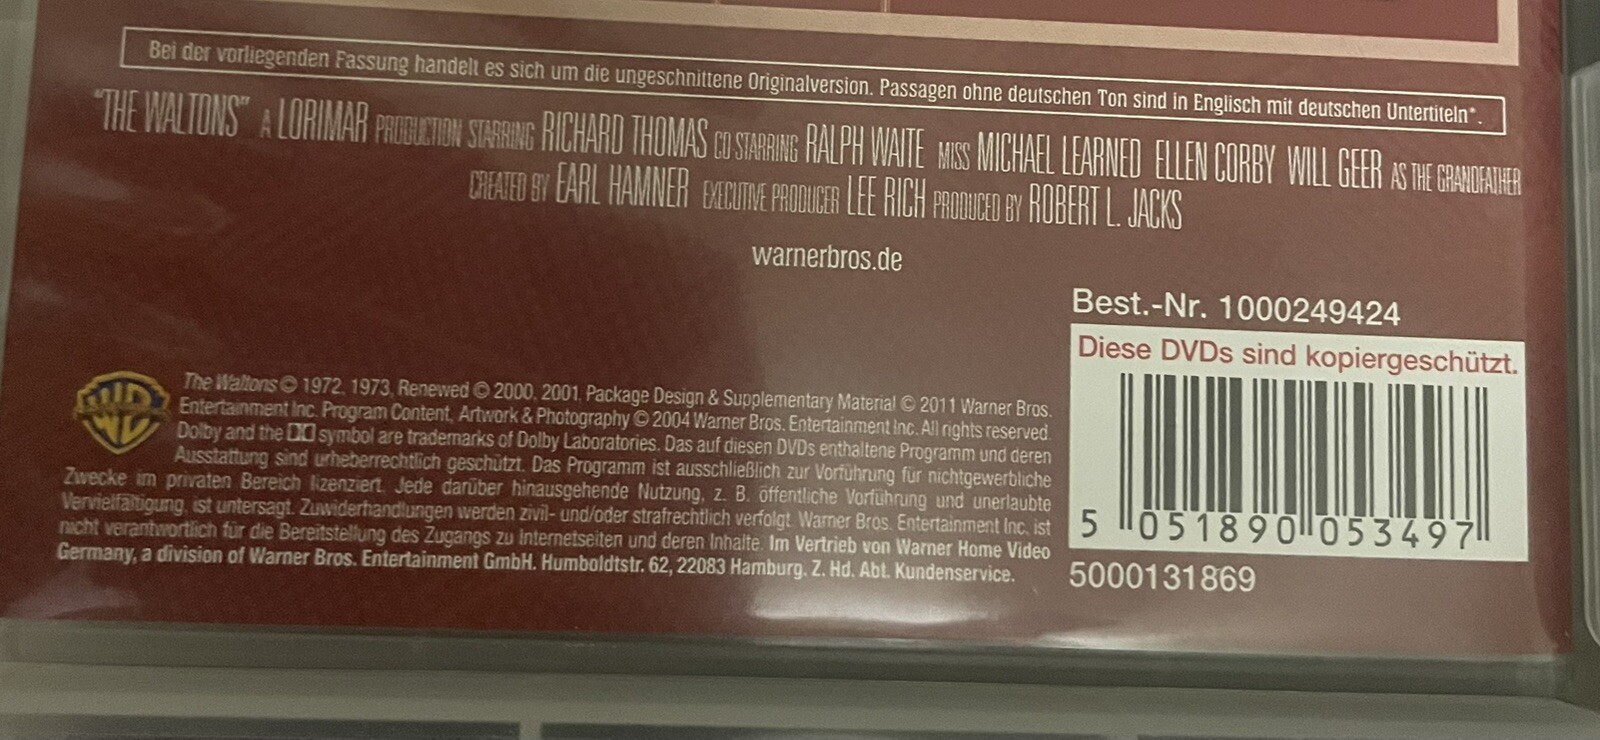 Bei der vorliegenden Fassung handelt es sich um die ungeschnittene Originalversion. Passagen ohne deutschen Ton sind in Englisch mit deutschen Untertiteln*.
"THE WALTONS" A LORIMAR PRODUCTION STARRING RICHARD THOMAS CO STARRING RALPH WAITE MISS MICHAEL LEARNED ELLEN CORBY WILL GEER AS THE GRANDFATHER
CREATED BY EARL HAMNER EXECUTIVE PRODUCER LEE RICH PRODUCED BY ROBERT L. JACKS
warnerbros.de
Best.-Nr. 1000249424
Diese DVDs sind kopiergeschützt.
5 051890 053497
5000131869
WB
The Waltons © 1972, 1973, Renewed © 2000, 2001, Package Design & Supplementary Material © 2011 Warner Bros.
Entertainment Inc. Program Content, Artwork & Photography © 2004 Warner Bros. Entertainment Inc. All rights reserved.
Dolby and the DD symbol are trademarks of Dolby Laboratories. Das auf diesen DVDs enthaltene Programm und deren
Ausstattung sind urheberrechtlich geschützt. Das Programm ist ausschließlich zur Vorführung für nichtgewerbliche
Zwecke im privaten Bereich lizenziert. Jede darüber hinausgehende Nutzung, z. B. öffentliche Vorführung und unerlaubte
Vervielfältigung, ist untersagt. Zuwiderhandlungen werden zivil- und/oder strafrechtlich verfolgt. Warner Bros. Entertainment Inc. ist
nicht verantwortlich für die Bereitstellung des Zugangs zu Internetseiten und deren Inhalte. Im Vertrieb von Warner Home Video
Germany, a division of Warner Bros. Entertainment GmbH. Humboldtstr. 62, 22083 Hamburg. Z. Hd. Abt. Kundenservice.